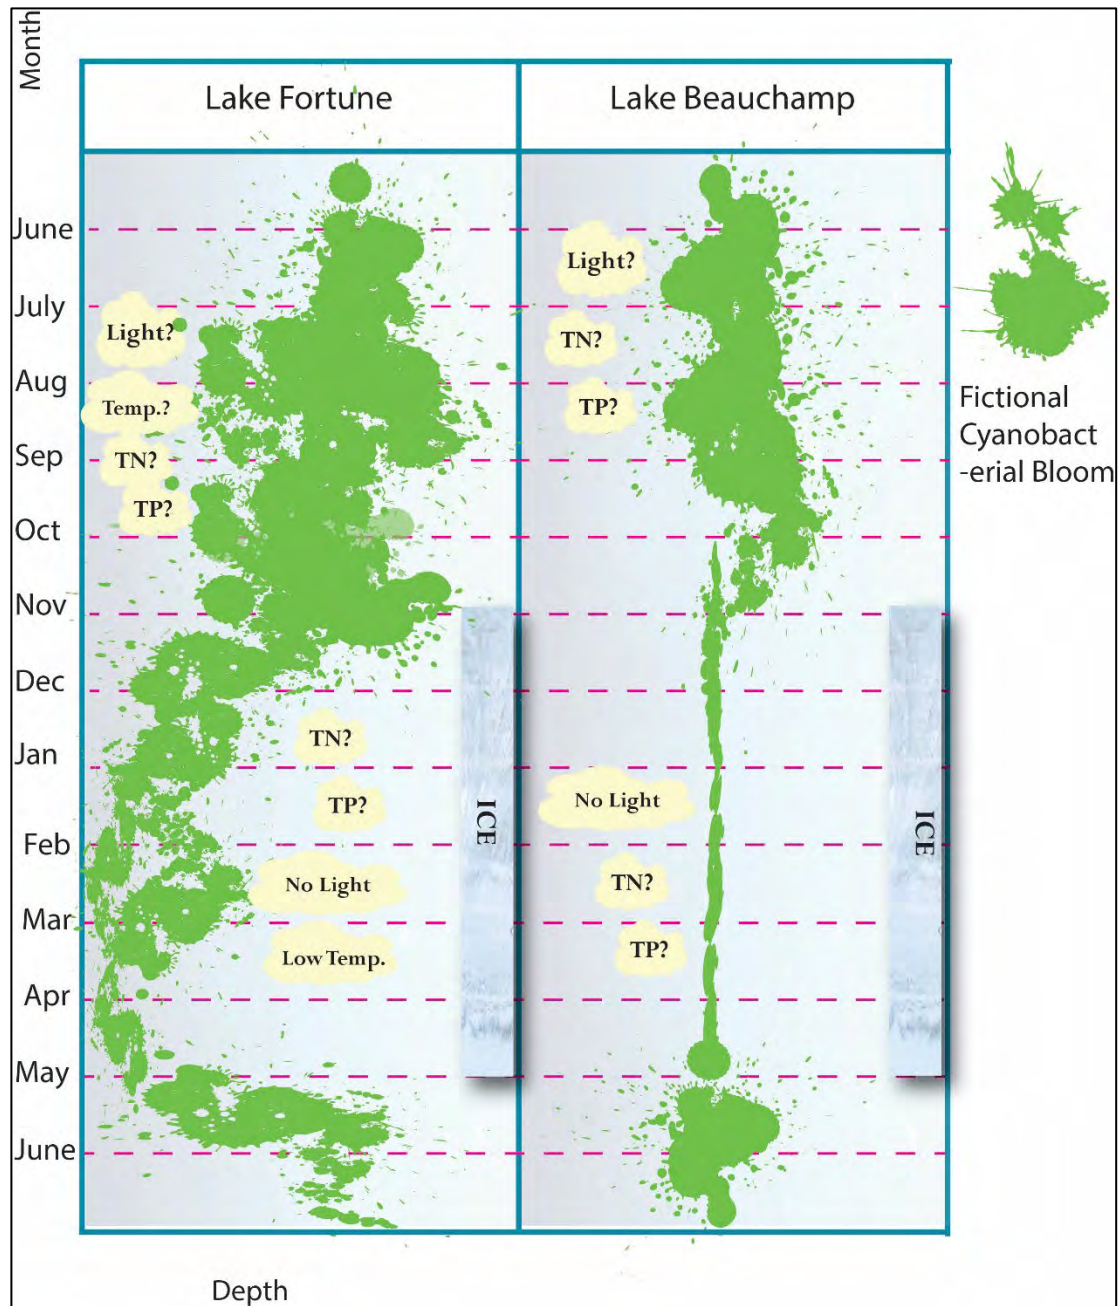 Month
Lake Fortune
Lake Beauchamp
June
Light?
July
Light?
TN?
Aug
Temp.?
TP?
Fictional
Cyanobact
-erial Bloom
Sep
TN?
TP?
Oct
Nov
Dec
TN?
Jan
TP?
No Light
ICE
ICE
Feb
No Light
TN?
Mar
Low Temp.
TP?
Apr
May
June
Depth